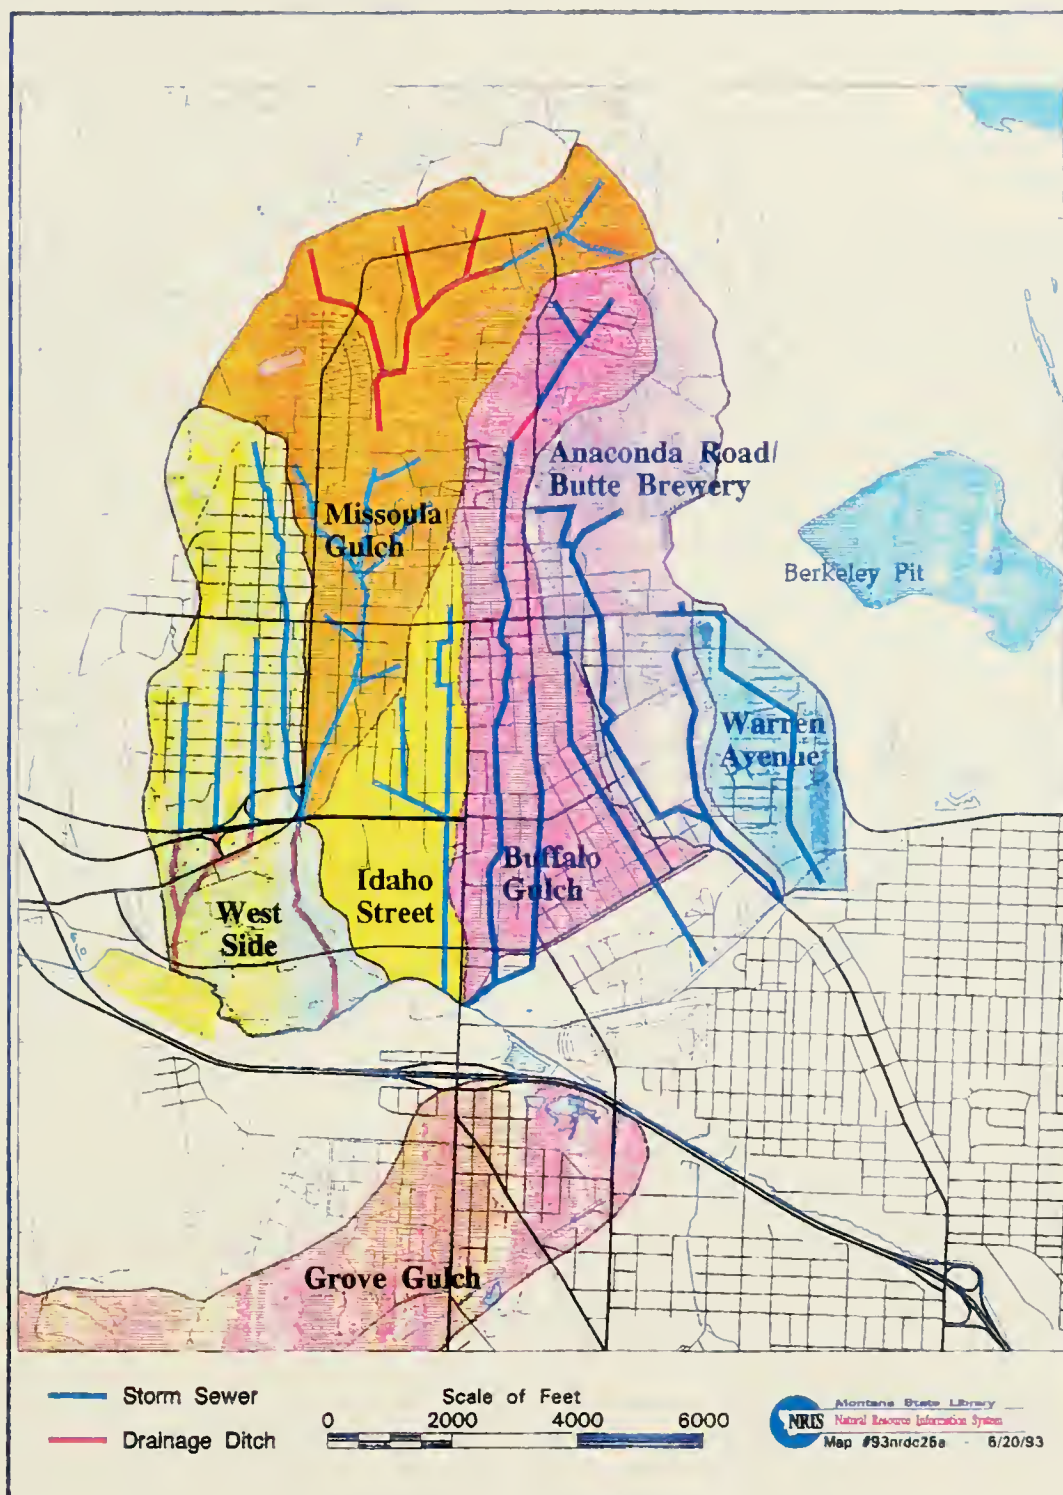 Anaconda Road/
Butte Brewery
Missoula
Gulch
Berkeley Pit
Warren
Avenue
Buffalo
Gulch
Idaho
Street
West
Side
Grove Gulch
Storm Sewer
Drainage Ditch
Scale of Feet
0 2000 4000 6000
NRIS
Montana State Library
Natural Resource Information System
Map #93nrdc26a - 6/20/93